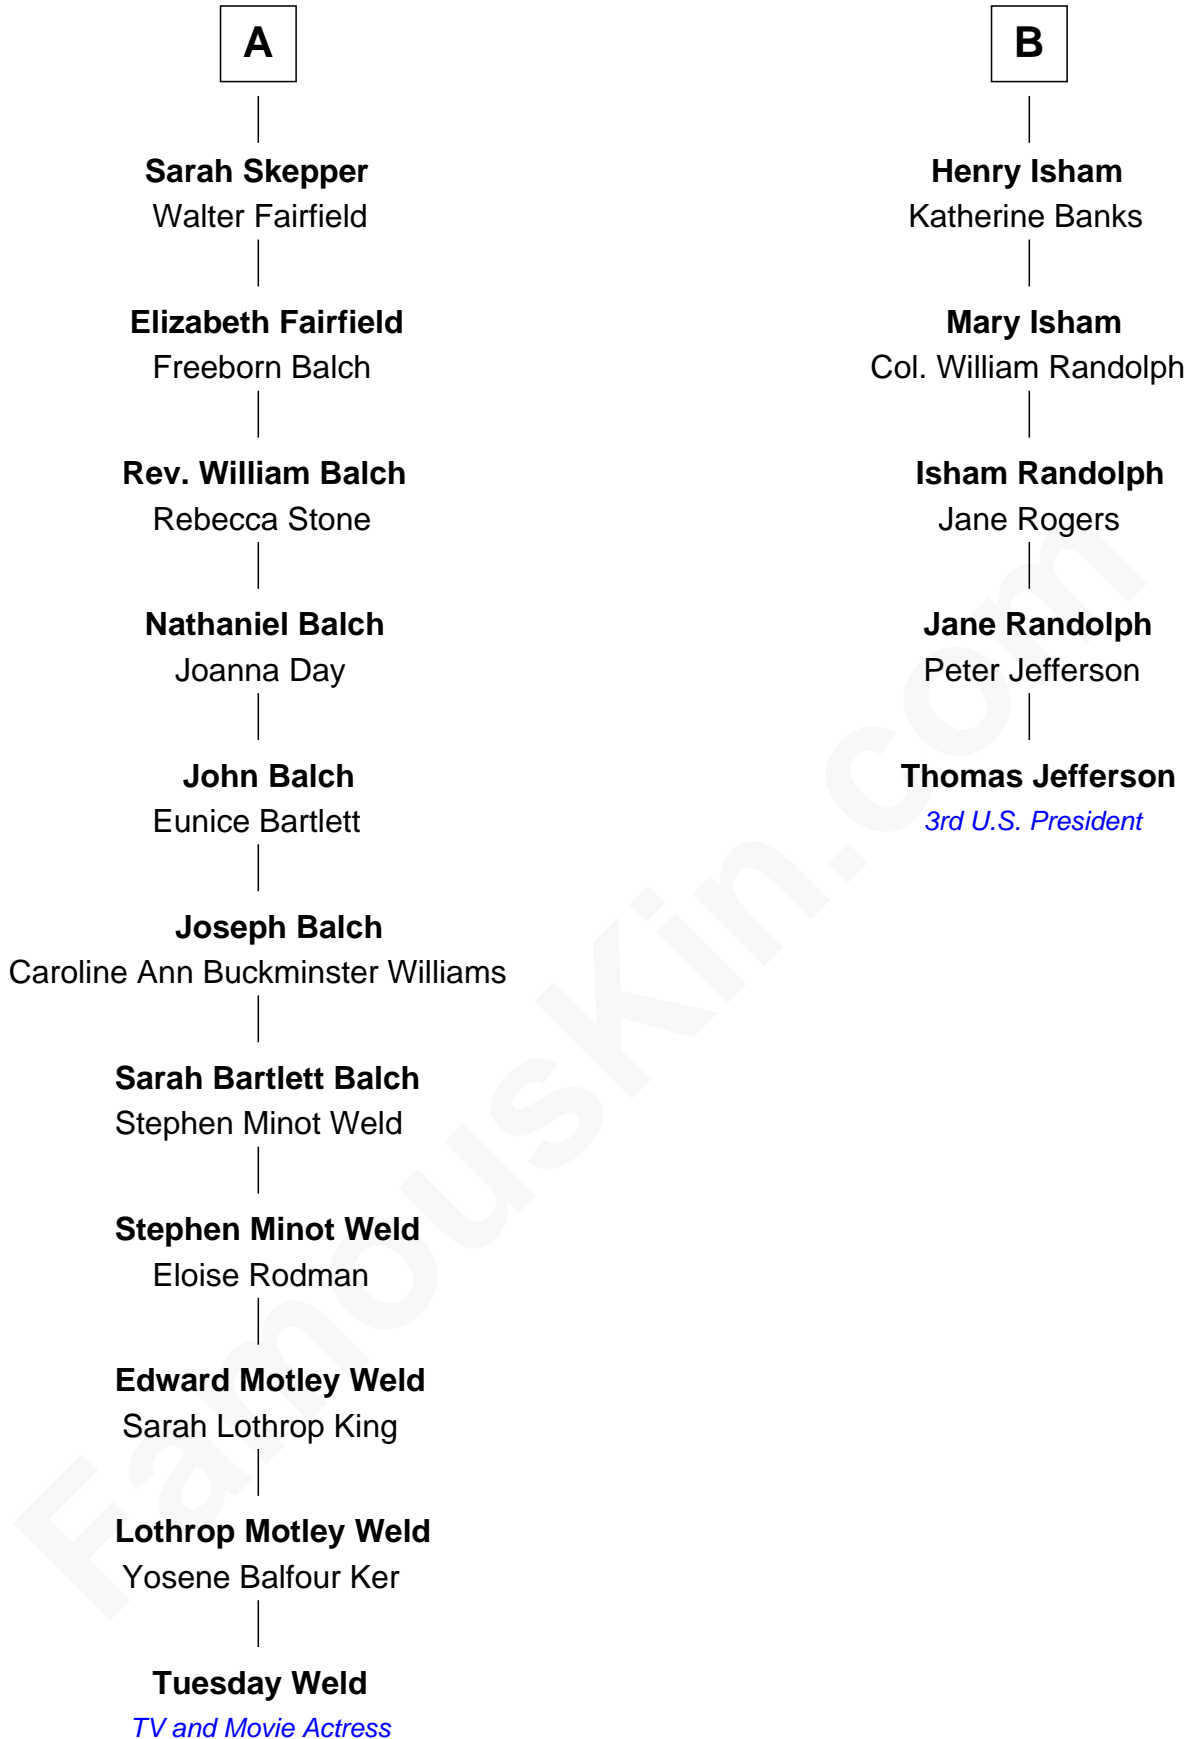 A
Sarah Skepper
Walter Fairfield
Elizabeth Fairfield
Freeborn Balch
Rev. William Balch
Rebecca Stone
Nathaniel Balch
Joanna Day
John Balch
Eunice Bartlett
Joseph Balch
Caroline Ann Buckminster Williams
Sarah Bartlett Balch
Stephen Minot Weld
Stephen Minot Weld
Eloise Rodman
Edward Motley Weld
Sarah Lothrop King
Lothrop Motley Weld
Yosene Balfour Ker
Tuesday Weld
TV and Movie Actress
B
Henry Isham
Katherine Banks
Mary Isham
Col. William Randolph
Isham Randolph
Jane Rogers
Jane Randolph
Peter Jefferson
Thomas Jefferson
3rd U.S. President
FamousKin.com